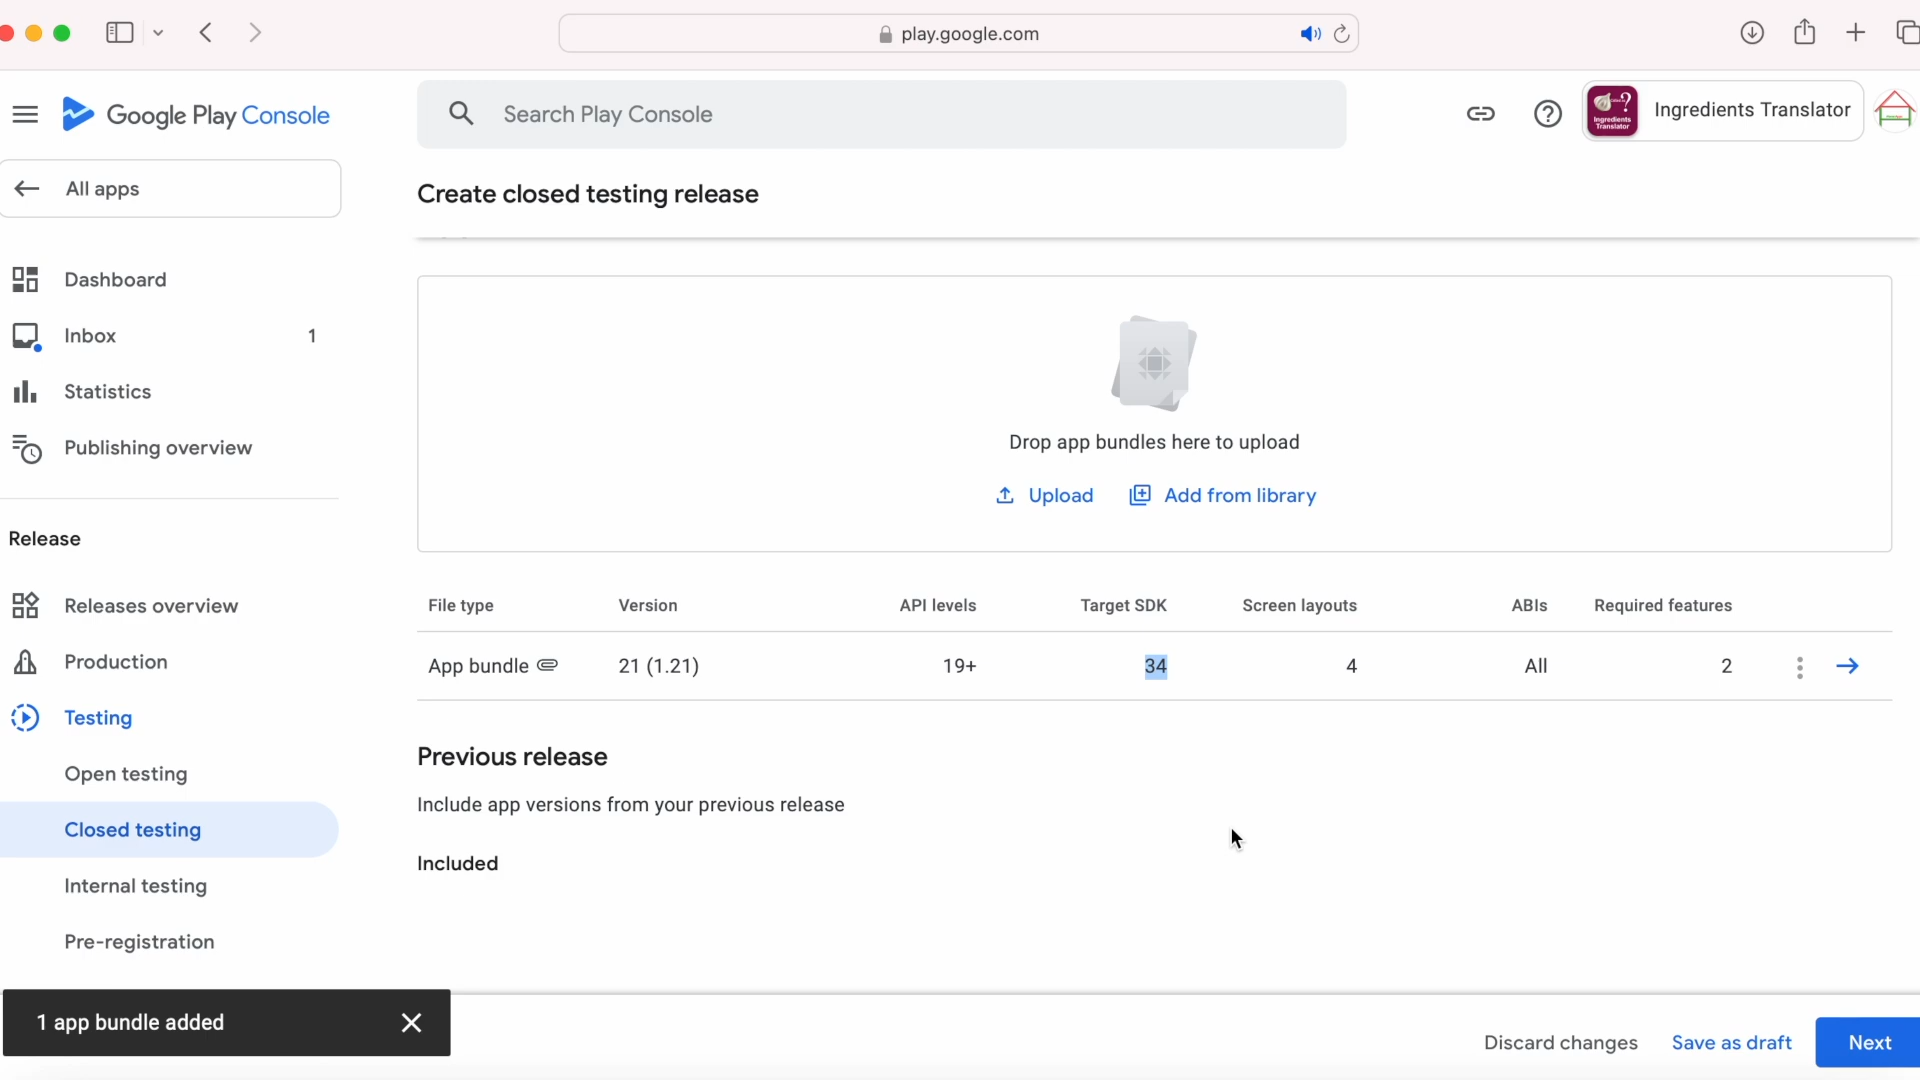 play.google.com
Google Play Console
Search Play Console
?
Ingredients
Translator
Ingredients Translator
All apps
Create closed testing release
Dashboard
Inbox 1
Statistics
Publishing overview
Drop app bundles here to upload
Upload Add from library
Release
File type Version API levels Target SDK Screen layouts ABIs Required features
Releases overview
Production
App bundle 21 (1.21) 19+ 34 4 All 2
Testing
Previous release
Open testing
Include app versions from your previous release
Closed testing
Included
Internal testing
Pre-registration
1 app bundle added
Discard changes Save as draft Next